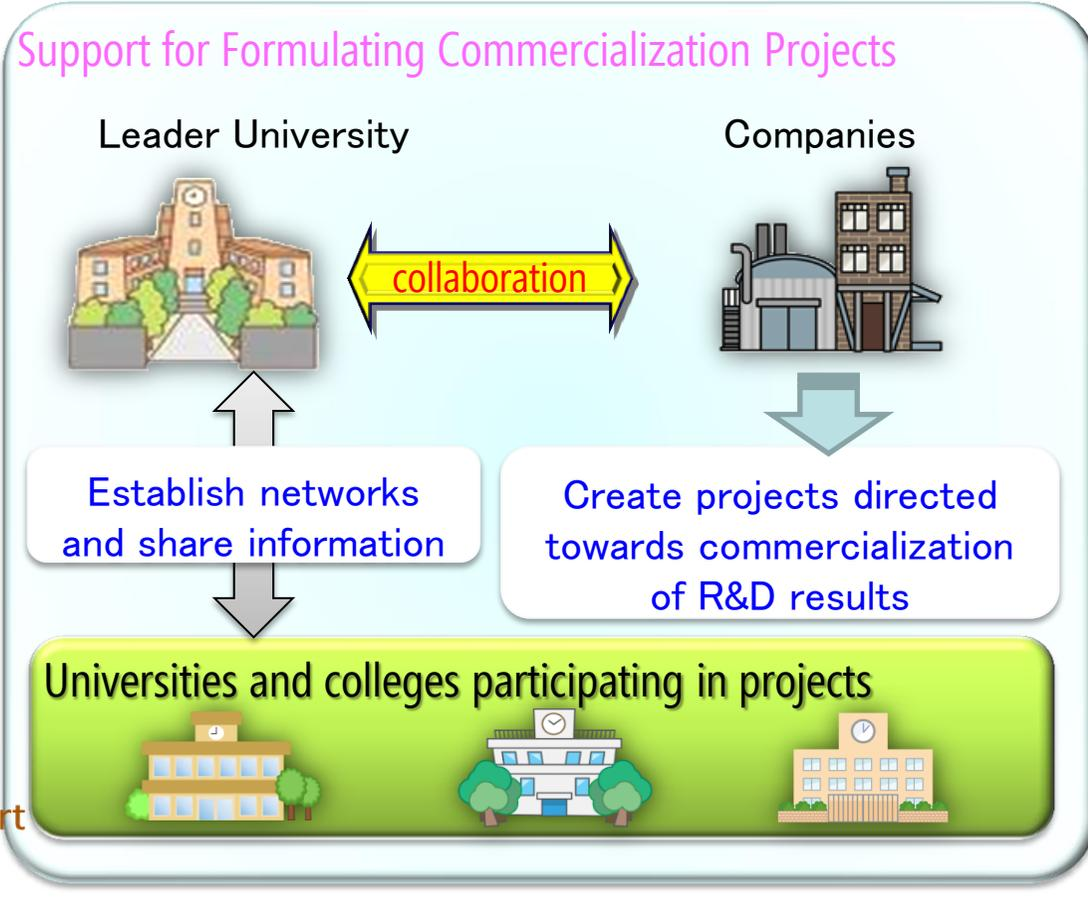 Support for Formulating Commercialization Projects
Leader University
Companies
collaboration
Establish networks
and share information
Create projects directed
towards commercialization
of R&D results
Universities and colleges participating in projects
rt